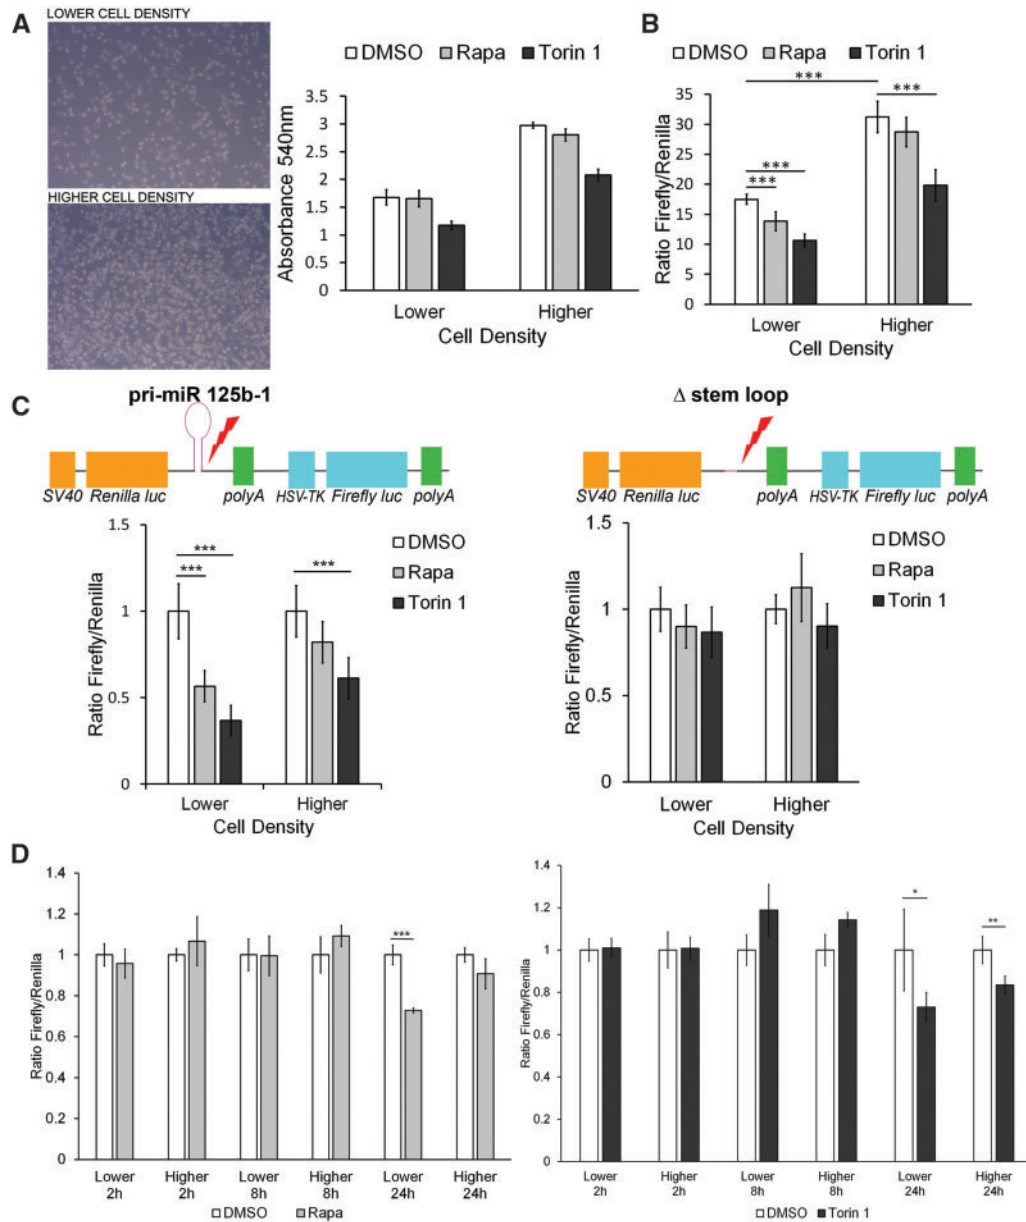 A
LOWER CELL DENSITY
HIGHER CELL DENSITY
DMSO Rapa Torin 1
Absorbance 540nm
3.5
3
2.5
2
1.5
1
0.5
0
Lower Higher
Cell Density
B
DMSO Rapa Torin 1
Ratio Firefly/Renilla
35
30
25
20
15
10
5
0
***
***
***
***
Lower Higher
Cell Density
C
pri-miR 125b-1
SV40 Renilla luc polyA HSV-TK Firefly luc polyA
Ratio Firefly/Renilla
1.5
1
0.5
0
***
***
***
DMSO
Rapa
Torin 1
Lower Higher
Cell Density
Δ stem loop
SV40 Renilla luc polyA HSV-TK Firefly luc polyA
Ratio Firefly/Renilla
1.5
1
0.5
0
DMSO
Rapa
Torin 1
Lower Higher
Cell Density
D
Ratio Firefly/Renilla
1.4
1.2
1
0.8
0.6
0.4
0.2
0
***
Lower Higher Lower Higher Lower Higher
2h 2h 8h 8h 24h 24h
DMSO Rapa
Ratio Firefly/Renilla
1.4
1.2
1
0.8
0.6
0.4
0.2
0
*
**
Lower Higher Lower Higher Lower Higher
2h 2h 8h 8h 24h 24h
DMSO Torin 1